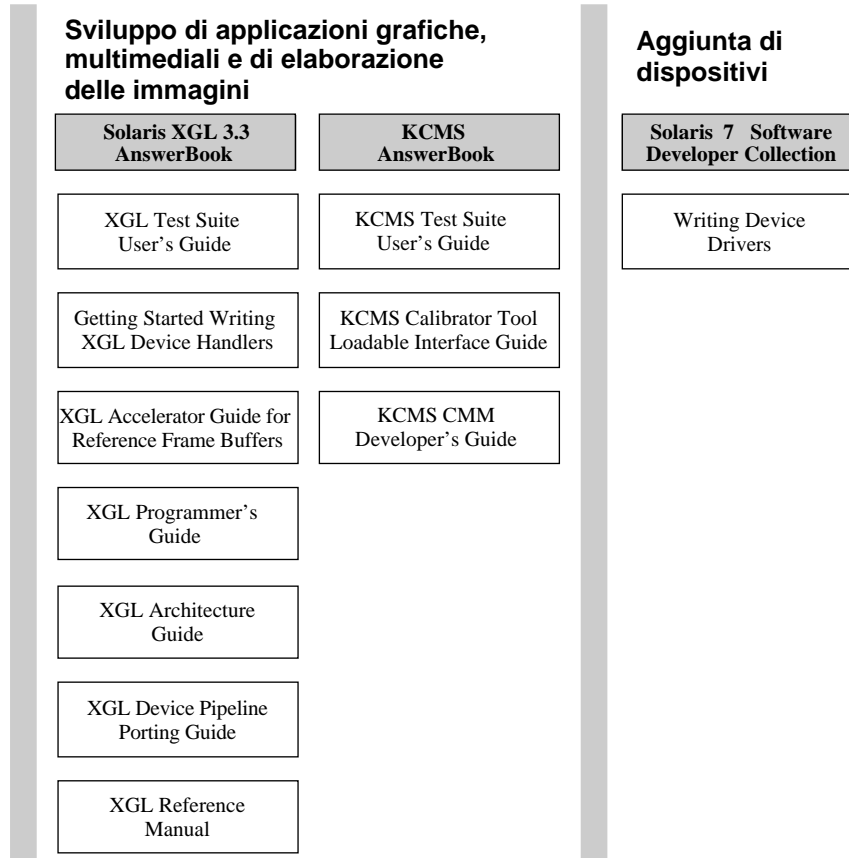 Sviluppo di applicazioni grafiche,
multimediali e di elaborazione
delle immagini
Solaris XGL 3.3
AnswerBook
XGL Test Suite
User's Guide
Getting Started Writing
XGL Device Handlers
XGL Accelerator Guide for
Reference Frame Buffers
XGL Programmer's
Guide
XGL Architecture
Guide
XGL Device Pipeline
Porting Guide
XGL Reference
Manual
KCMS
AnswerBook
KCMS Test Suite
User's Guide
KCMS Calibrator Tool
Loadable Interface Guide
KCMS CMM
Developer's Guide
Aggiunta di
dispositivi
Solaris 7 Software
Developer Collection
Writing Device
Drivers